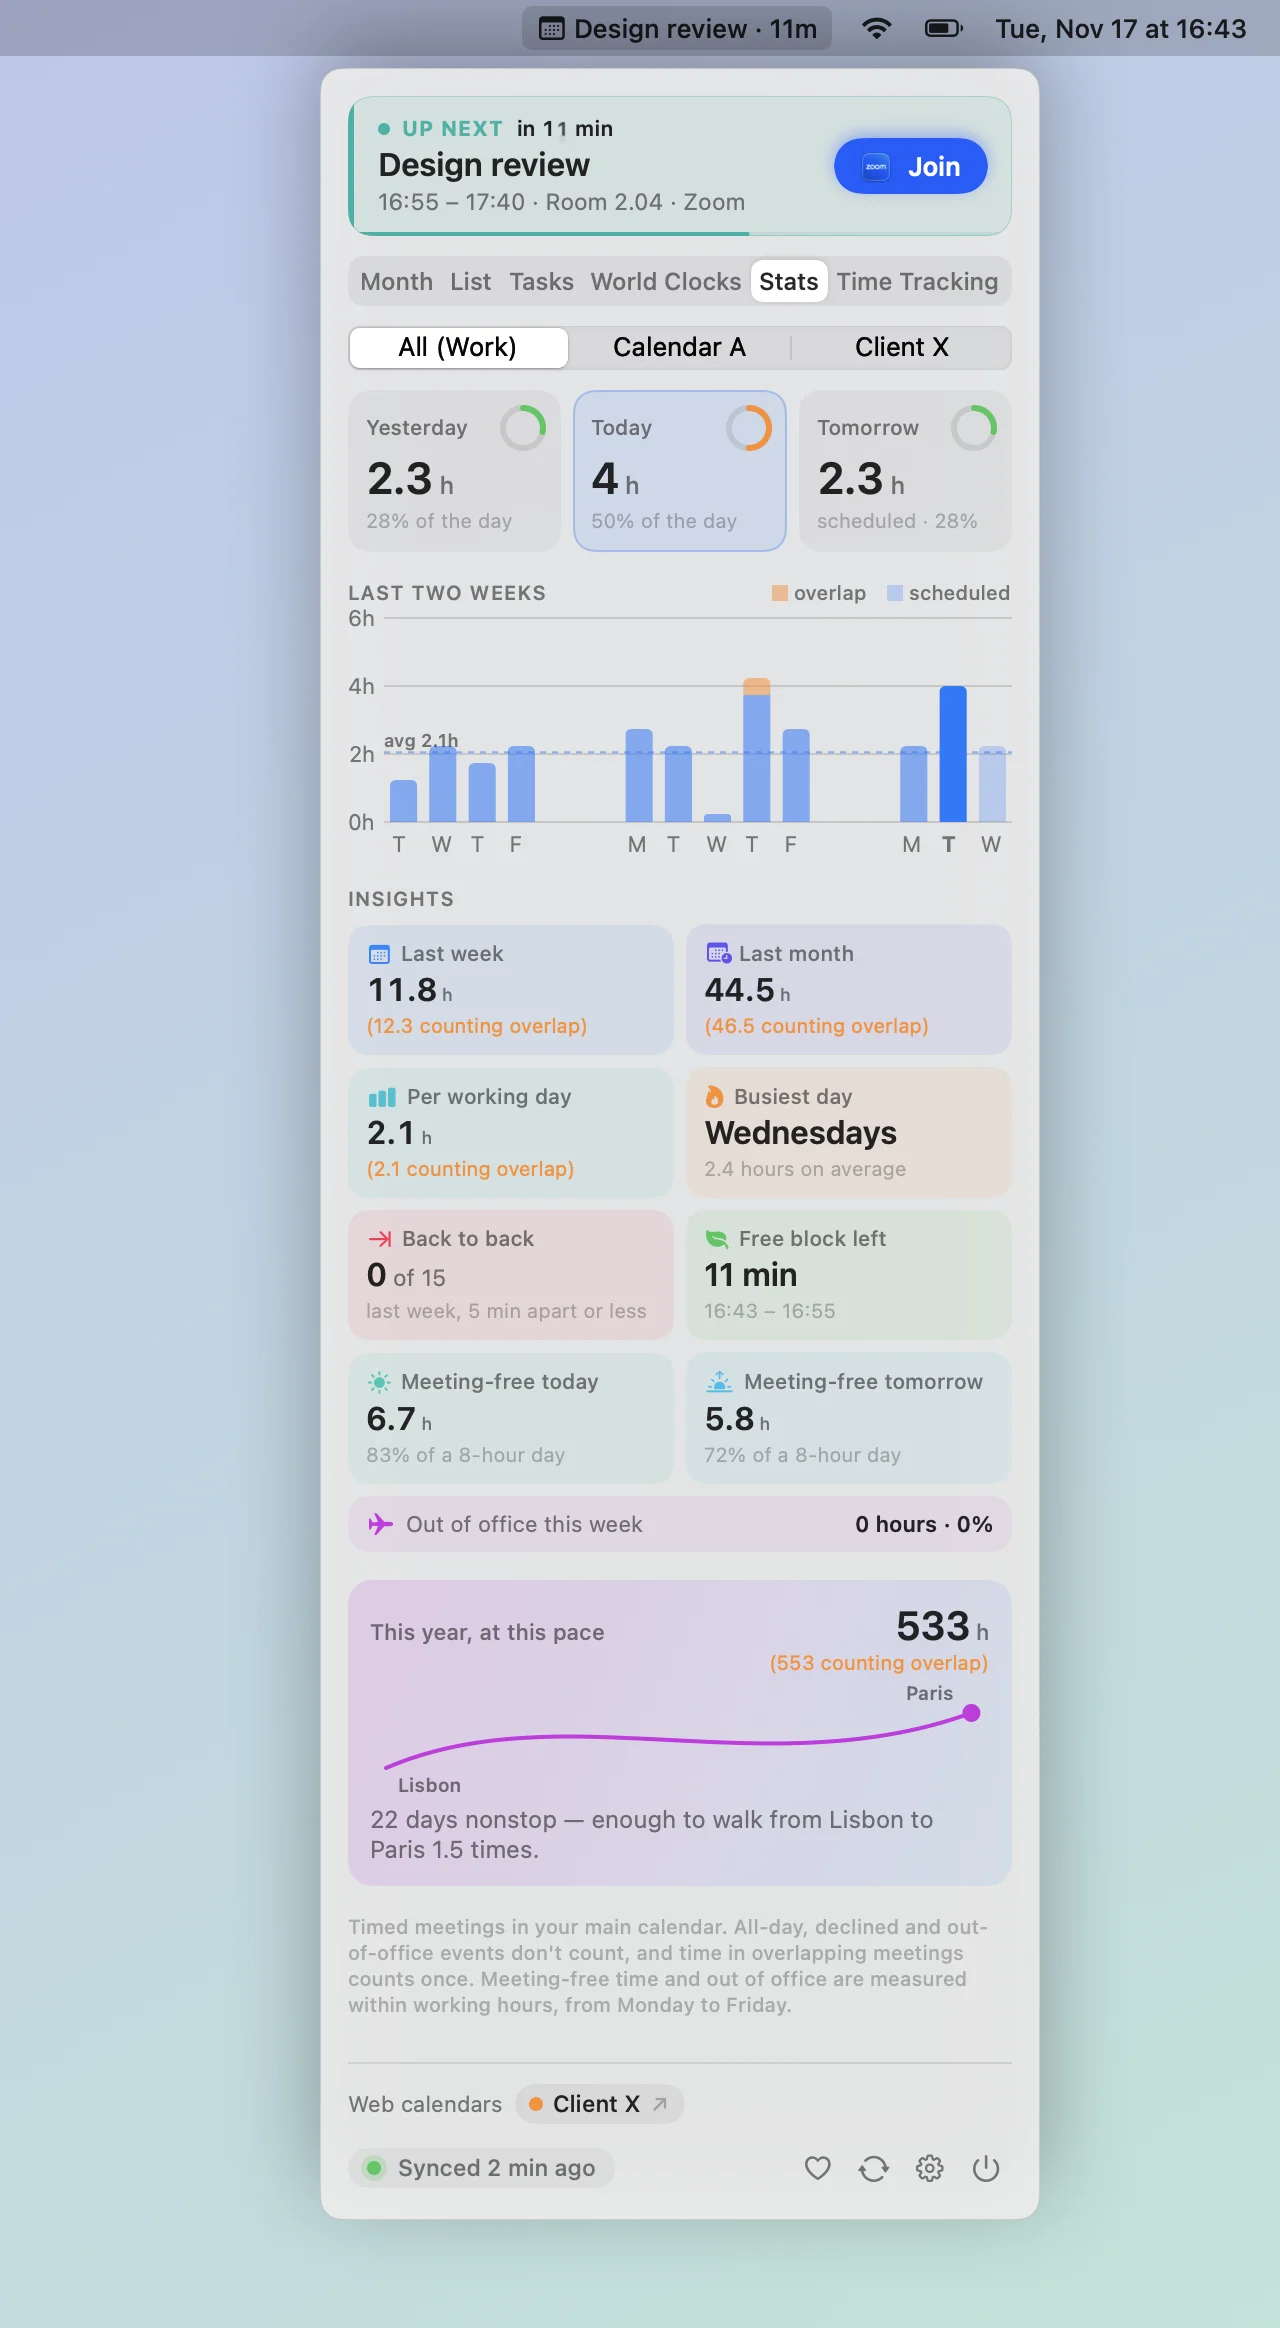 Design review · 11m
Tue, Nov 17 at 16:43
UP NEXT in 11 min
Design review
16:55 – 17:40 · Room 2.04 · Zoom
zoom Join
Month List Tasks World Clocks Stats Time Tracking
All (Work) Calendar A Client X
Yesterday
2.3 h
28% of the day
Today
4 h
50% of the day
Tomorrow
2.3 h
scheduled · 28%
LAST TWO WEEKS
overlap scheduled
6h
4h
avg 2.1h
2h
0h
T W T F M T W T F M T W
INSIGHTS
Last week
11.8 h
(12.3 counting overlap)
Last month
44.5 h
(46.5 counting overlap)
Per working day
2.1 h
(2.1 counting overlap)
Busiest day
Wednesdays
2.4 hours on average
Back to back
0 of 15
last week, 5 min apart or less
Free block left
11 min
16:43 – 16:55
Meeting-free today
6.7 h
83% of a 8-hour day
Meeting-free tomorrow
5.8 h
72% of a 8-hour day
Out of office this week 0 hours · 0%
This year, at this pace
533 h
(553 counting overlap)
Paris
Lisbon
22 days nonstop — enough to walk from Lisbon to
Paris 1.5 times.
Timed meetings in your main calendar. All-day, declined and out-
of-office events don't count, and time in overlapping meetings
counts once. Meeting-free time and out of office are measured
within working hours, from Monday to Friday.
Web calendars Client X
Synced 2 min ago